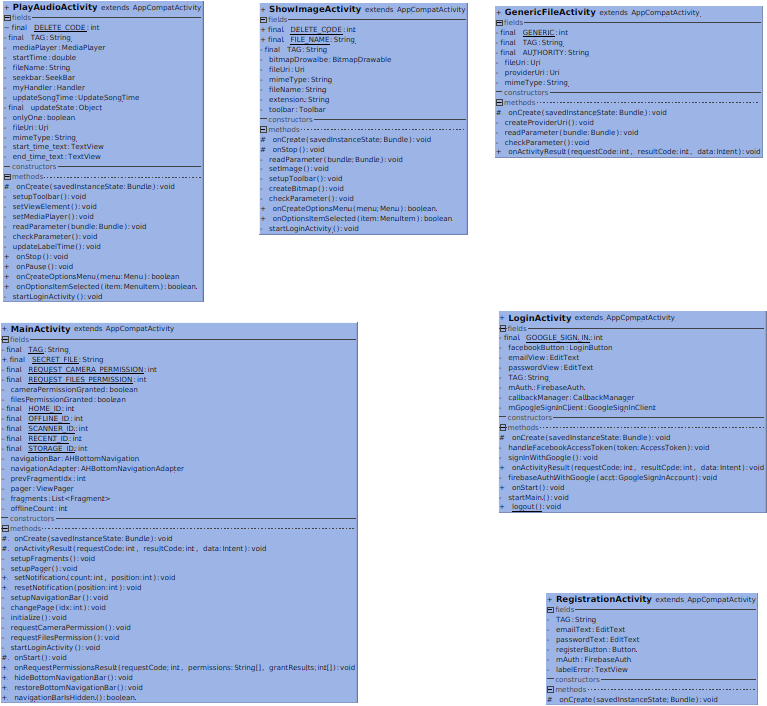 + PlayAudioActivity extends AppCompatActivity
fields
- final DELETE_CODE : int
- final TAG : String
- mediaPlayer : MediaPlayer
- startTime : double
- fileName : String
- seekbar : SeekBar
- myHandler : Handler
- updateSongTime : UpdateSongTime
- final updateState : Object
- onlyOne : boolean
- fileUri : Uri
- mimeType : String
- start_time_text : TextView
- end_time_text : TextView
constructors
methods
# onCreate(savedInstanceState: Bundle) : void
- setupToolbar() : void
- setViewElement() : void
- setMediaPlayer() : void
- readParameter(bundle: Bundle) : void
- checkParameter() : void
- updateLabelTime() : void
+ onStop() : void
+ onPause() : void
+ onCreateOptionsMenu(menu: Menu) : boolean
+ onOptionsItemSelected(item: MenuItem) : boolean
- startLoginActivity() : void
+ ShowImageActivity extends AppCompatActivity
fields
+ final DELETE_CODE : int
+ final FILE_NAME : String
- final TAG : String
- bitmapDrowalbe : BitmapDrawable
- fileUri : Uri
- mimeType : String
- fileName : String
- extension : String
- toolbar : Toolbar
constructors
methods
# onCreate(savedInstanceState: Bundle) : void
# onStop() : void
- readParameter(bundle: Bundle) : void
- setImage() : void
- setupToolbar() : void
- createBitmap() : void
- checkParameter() : void
+ onCreateOptionsMenu(menu: Menu) : boolean
+ onOptionsItemSelected(item: MenuItem) : boolean
- startLoginActivity() : void
+ GenericFileActivity extends AppCompatActivity
fields
- final GENERIC : int
- final TAG : String
- final AUTHORITY : String
- fileUri : Uri
- providerUri : Uri
- mimeType : String
constructors
methods
# onCreate(savedInstanceState: Bundle) : void
- createProviderUri() : void
- readParameter(bundle: Bundle) : void
- checkParameter() : void
+ onActivityResult(requestCode: int, resultCode: int, data: Intent) : void
+ MainActivity extends AppCompatActivity
fields
- final TAG : String
+ final SECRET_FILE : String
- final REQUEST_CAMERA_PERMISSION : int
- final REQUEST_FILES_PERMISSION : int
- cameraPermissionGranted : boolean
- filesPermissionGranted : boolean
- final HOME_ID : int
- final OFFLINE_ID : int
- final SCANNER_ID : int
- final RECENT_ID : int
- final STORAGE_ID : int
- navigationBar : AHBottomNavigation
- navigationAdapter : AHBottomNavigationAdapter
- prevFragmentIdx : int
- pager : ViewPager
- fragments : List<Fragment>
- offlineCount : int
constructors
methods
# onCreate(savedInstanceState: Bundle) : void
# onActivityResult(requestCode: int, resultCode: int, data: Intent) : void
- setupFragments() : void
- setupPager() : void
+ setNotification(count: int, position: int) : void
+ resetNotification(position: int) : void
- setupNavigationBar() : void
- changePage(idx: int) : void
- initialize() : void
- requestCameraPermission() : void
- requestFilesPermission() : void
- startLoginActivity() : void
# onStart() : void
+ onRequestPermissionsResult(requestCode: int, permissions: String[], grantResults: int[]) : void
+ hideBottomNavigationBar() : void
+ restoreBottomNavigationBar() : void
+ navigationBarIsHidden() : boolean
+ LoginActivity extends AppCompatActivity
fields
- final GOOGLE_SIGN_IN : int
- facebookButton : LoginButton
- emailView : EditText
- passwordView : EditText
- TAG : String
- mAuth : FirebaseAuth
- callbackManager : CallbackManager
- mGoogleSignInClient : GoogleSignInClient
constructors
methods
# onCreate(savedInstanceState: Bundle) : void
- handleFacebookAccessToken(token: AccessToken) : void
- signInWithGoogle() : void
+ onActivityResult(requestCode: int, resultCode: int, data: Intent) : void
- firebaseAuthWithGoogle(acct: GoogleSignInAccount) : void
+ onStart() : void
- startMain() : void
+ logout() : void
+ RegistrationActivity extends AppCompatActivity
fields
- TAG : String
- emailText : EditText
- passwordText : EditText
- registerButton : Button
- mAuth : FirebaseAuth
- labelError : TextView
constructors
methods
# onCreate(savedInstanceState: Bundle) : void